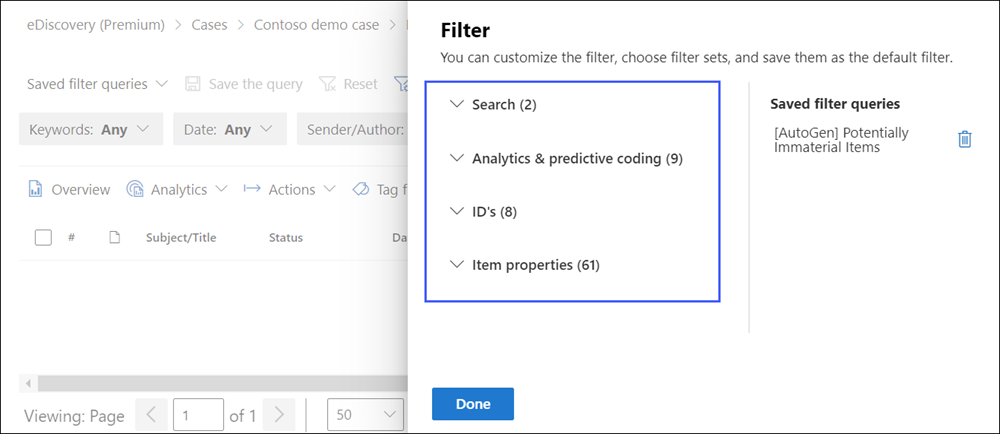 eDiscovery (Premium) > Cases > Contoso demo case >
Saved filter queries Save the query Reset
Keywords: Any Date: Any Sender/Author:
Overview Analytics Actions Tag f
# Subject/Title Status Da
Viewing: Page 1 of 1 50
Filter
You can customize the filter, choose filter sets, and save them as the default filter.
Search (2)
Analytics & predictive coding (9)
ID's (8)
Item properties (61)
Saved filter queries
[AutoGen] Potentially
Immaterial Items
Done